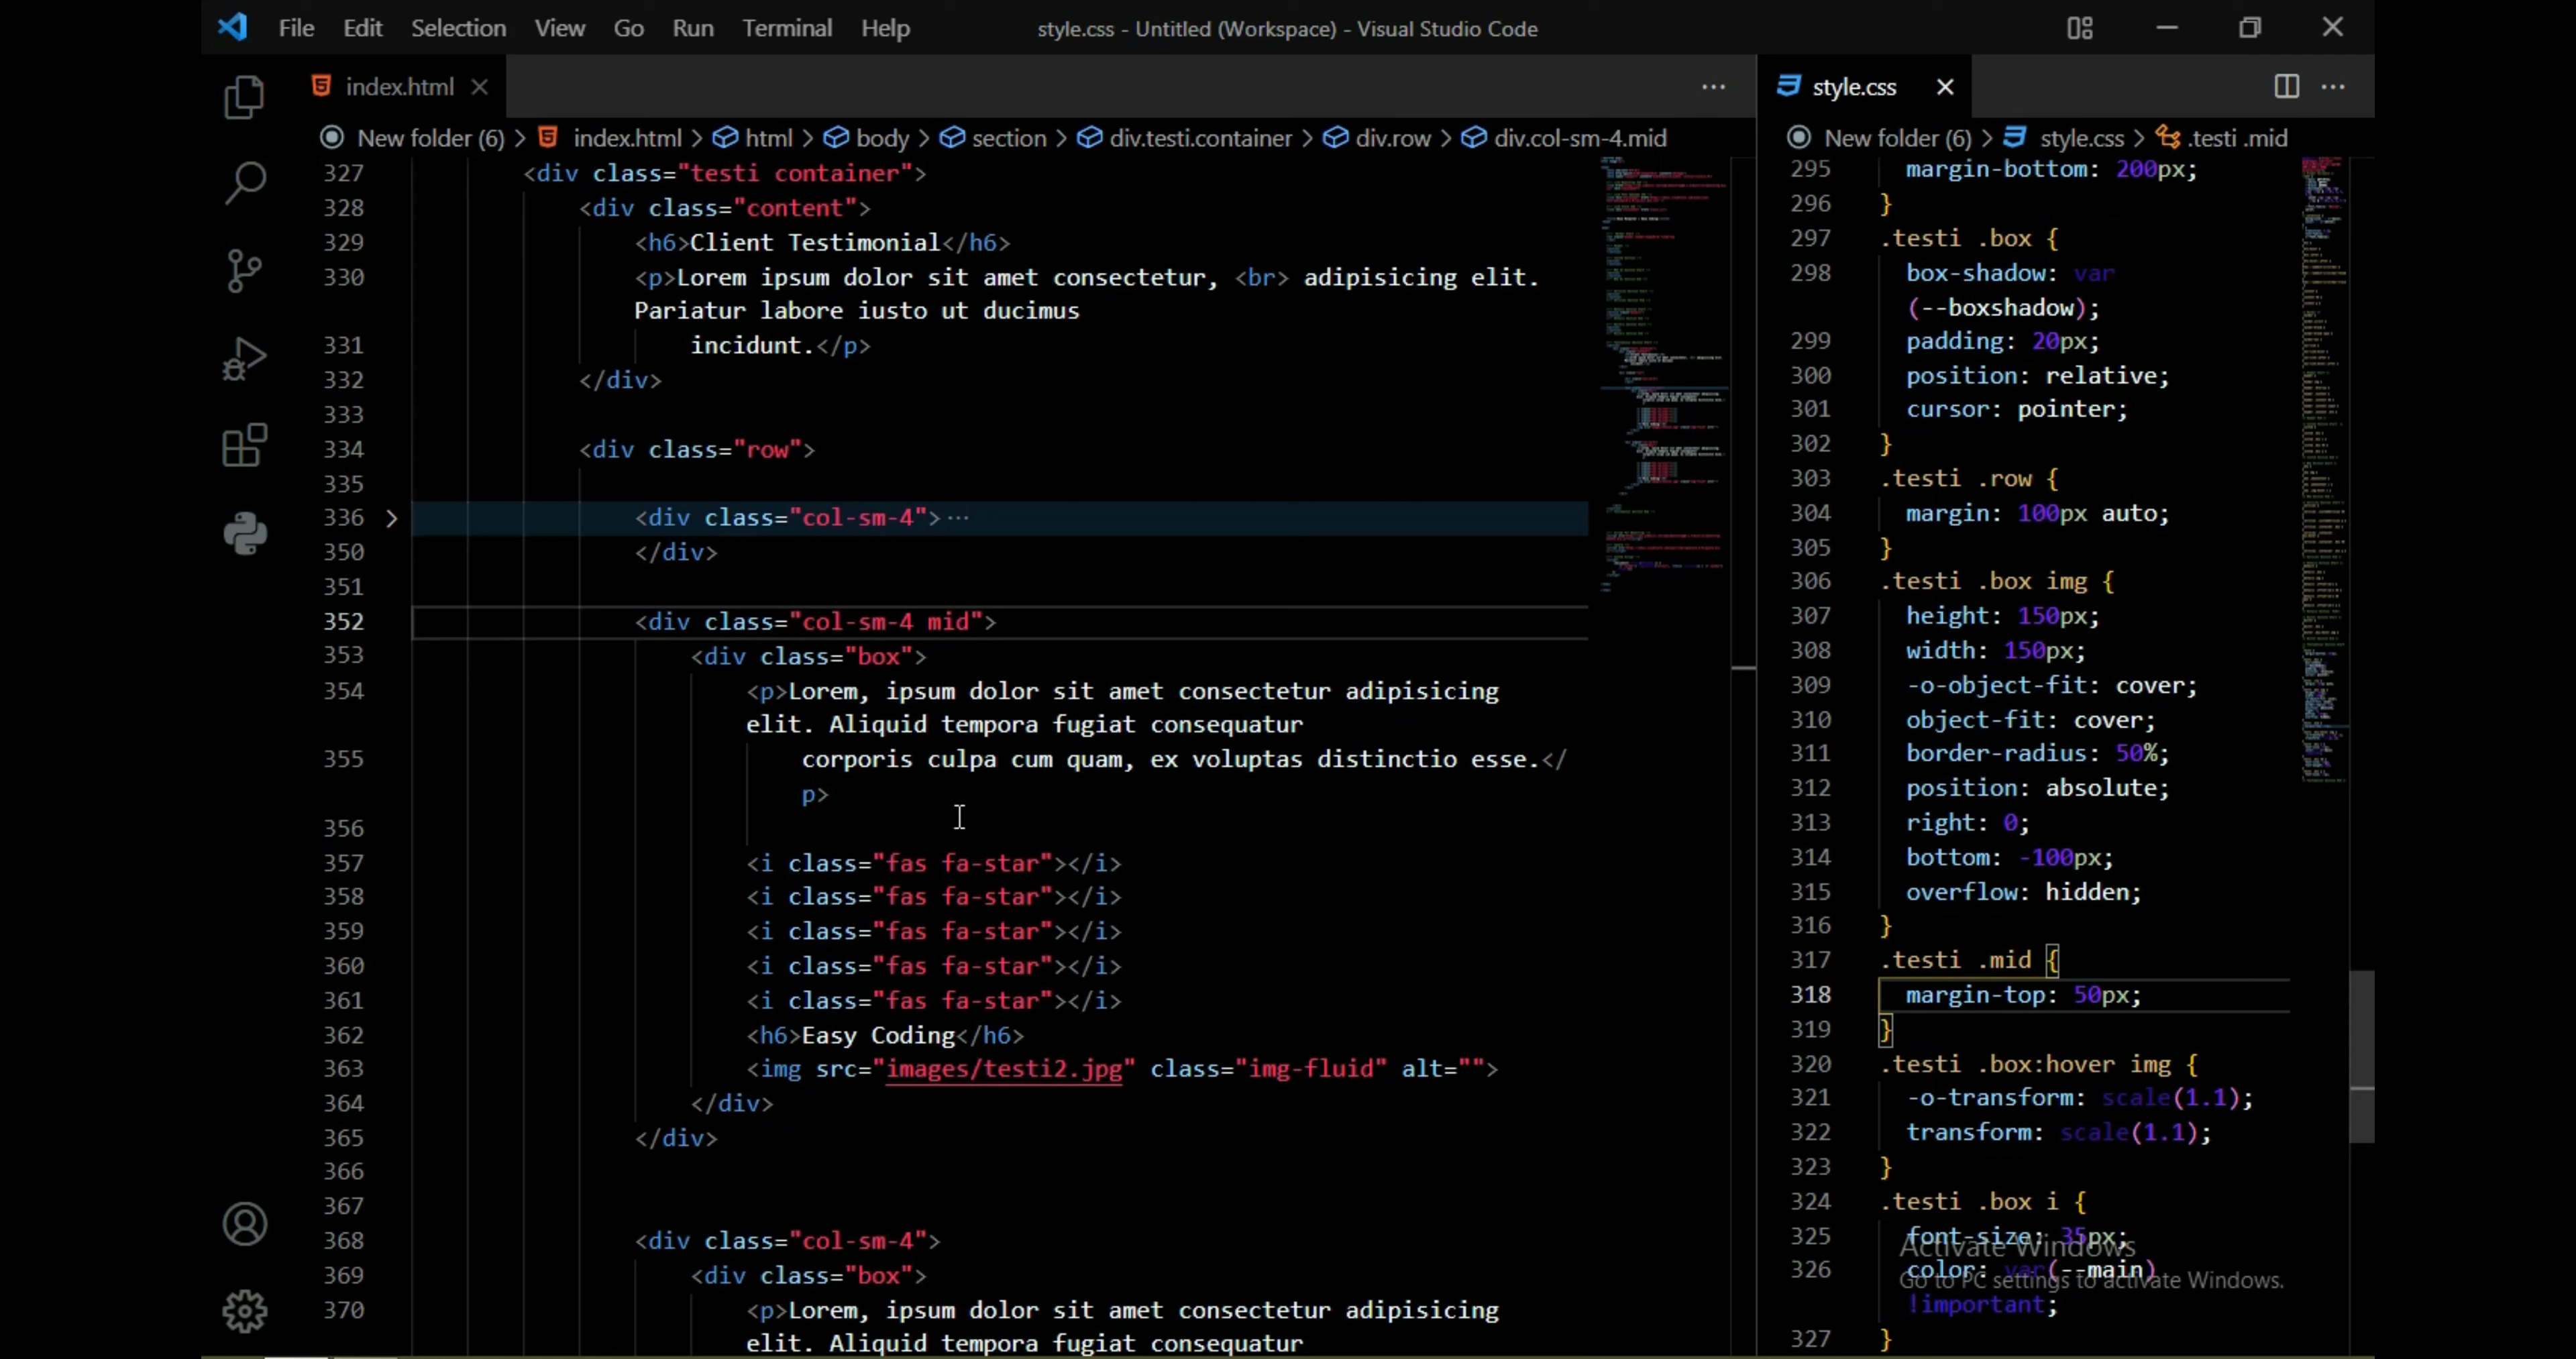 File Edit Selection View Go Run Terminal Help
style.css - Untitled (Workspace) - Visual Studio Code
index.html
New folder (6) > index.html > html > body > section > div.testi.container > div.row > div.col-sm-4.mid
327 <div class="testi container">
328 <div class="content">
329 <h6>Client Testimonial</h6>
330 <p>Lorem ipsum dolor sit amet consectetur, <br> adipisicing elit.
Pariatur labore iusto ut ducimus
331 incidunt.</p>
332 </div>
333
334 <div class="row">
335
336 <div class="col-sm-4">···
350 </div>
351
352 <div class="col-sm-4 mid">
353 <div class="box">
354 <p>Lorem, ipsum dolor sit amet consectetur adipisicing
elit. Aliquid tempora fugiat consequatur
355 corporis culpa cum quam, ex voluptas distinctio esse.</
p>
356
357 <i class="fas fa-star"></i>
358 <i class="fas fa-star"></i>
359 <i class="fas fa-star"></i>
360 <i class="fas fa-star"></i>
361 <i class="fas fa-star"></i>
362 <h6>Easy Coding</h6>
363 <img src="images/testi2.jpg" class="img-fluid" alt="">
364 </div>
365 </div>
366
367
368 <div class="col-sm-4">
369 <div class="box">
370 <p>Lorem, ipsum dolor sit amet consectetur adipisicing
elit. Aliquid tempora fugiat consequatur
style.css
New folder (6) > style.css > .testi .mid
295 margin-bottom: 200px;
296 }
297 .testi .box {
298 box-shadow: var
(--boxshadow);
299 padding: 20px;
300 position: relative;
301 cursor: pointer;
302 }
303 .testi .row {
304 margin: 100px auto;
305 }
306 .testi .box img {
307 height: 150px;
308 width: 150px;
309 -o-object-fit: cover;
310 object-fit: cover;
311 border-radius: 50%;
312 position: absolute;
313 right: 0;
314 bottom: -100px;
315 overflow: hidden;
316 }
317 .testi .mid {
318 margin-top: 50px;
319 }
320 .testi .box:hover img {
321 -o-transform: scale(1.1);
322 transform: scale(1.1);
323 }
324 .testi .box i {
325 font-size: 35px;
326 color: var(--main)
!important;
327 }
Activate Windows
Go to PC settings to activate Windows.